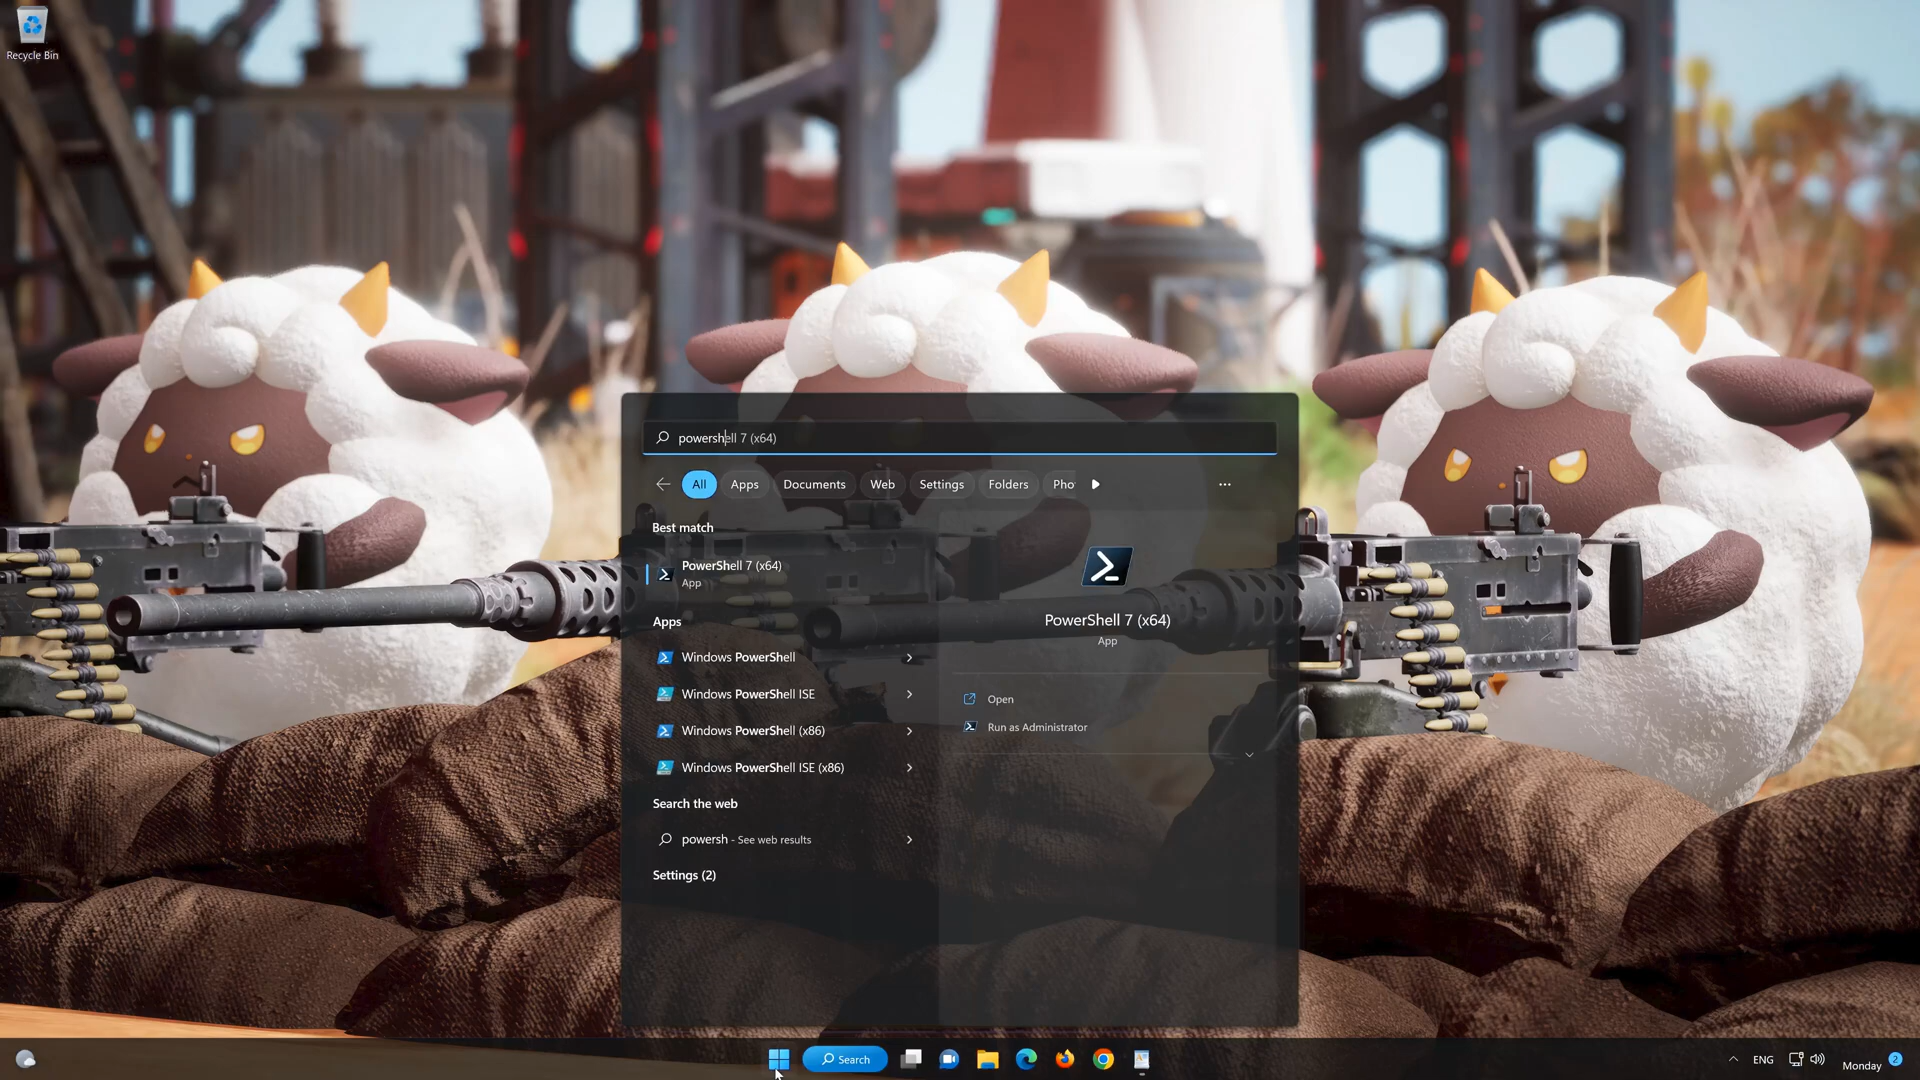 Recycle Bin
powershell 7 (x64)
All Apps Documents Web Settings Folders Pho
Best match
PowerShell 7 (x64)
App
Apps
Windows PowerShell
Windows PowerShell ISE
Windows PowerShell (x86)
Windows PowerShell ISE (x86)
Search the web
powersh - See web results
Settings (2)
PowerShell 7 (x64)
App
Open
Run as Administrator
Search
ENG
Monday
2